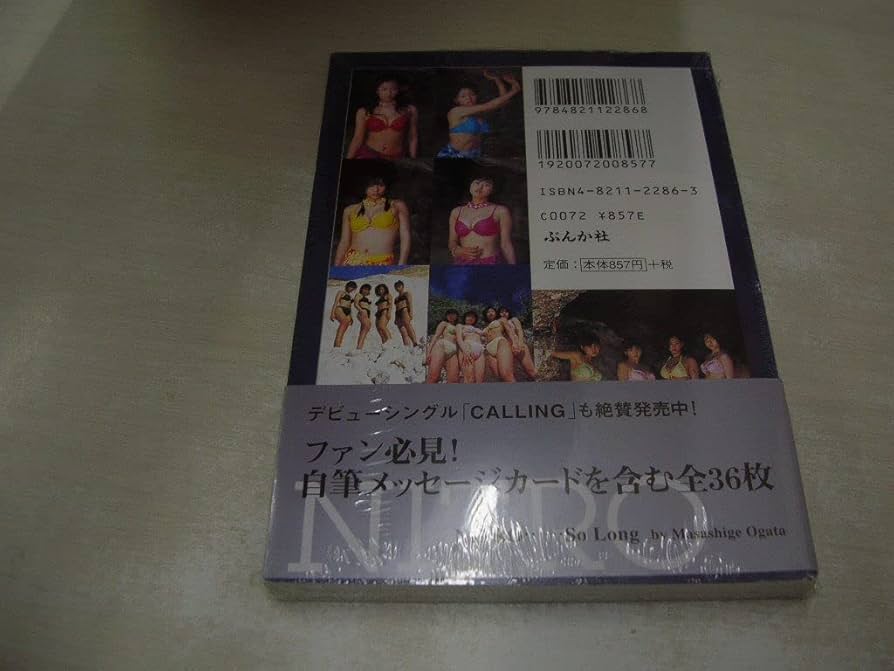 9784821122868
1920072008577
ISBN4-8211-2286-3
C0072 ¥857E
ぶんか社
定価：本体857円+税
デビューシングル「CALLING」も絶賛発売中！
ファン必見！
自筆メッセージカードを含む全36枚
NITRO
So Long by Masashige Ogata